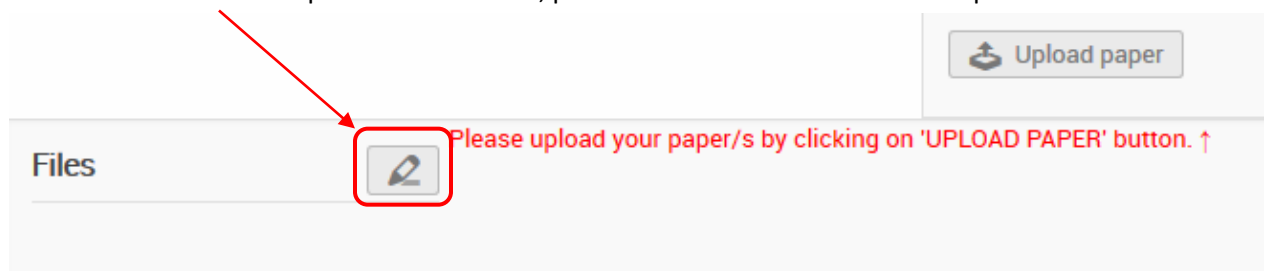 Upload paper
Please upload your paper/s by clicking on 'UPLOAD PAPER' button. ↑
Files